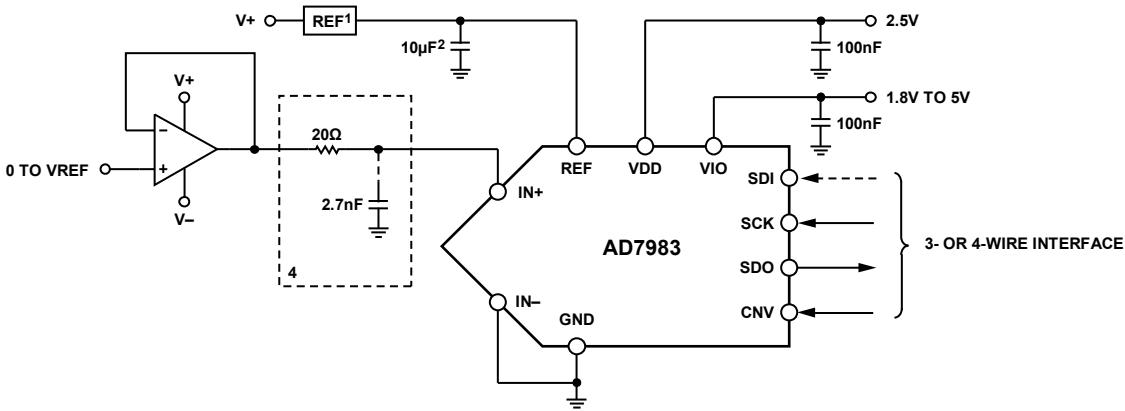 V+ REF1
10µF2
100nF
2.5V
100nF
1.8V TO 5V
V+
–
+
V–
0 TO VREF
20Ω
2.7nF
4
REF VDD VIO
IN+
IN–
GND
AD7983
SDI
SCK
SDO
CNV
3- OR 4-WIRE INTERFACE